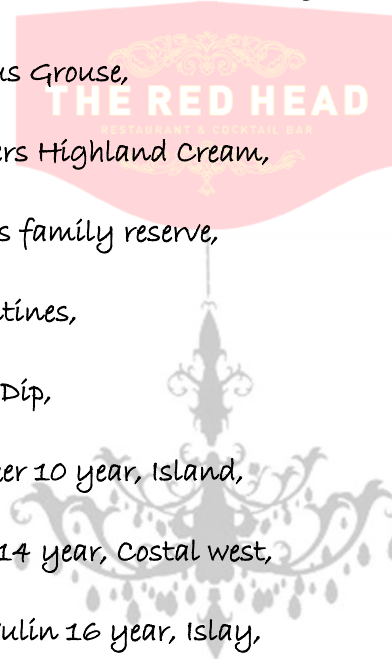 us Grouse,
THE RED HEAD
RESTAURANT & COCKTAIL BAR
ers Highland Cream,
s family reserve,
tines,
Dip,
er 10 year, Island,
14 year, Costal west,
ulin 16 year, Islay,